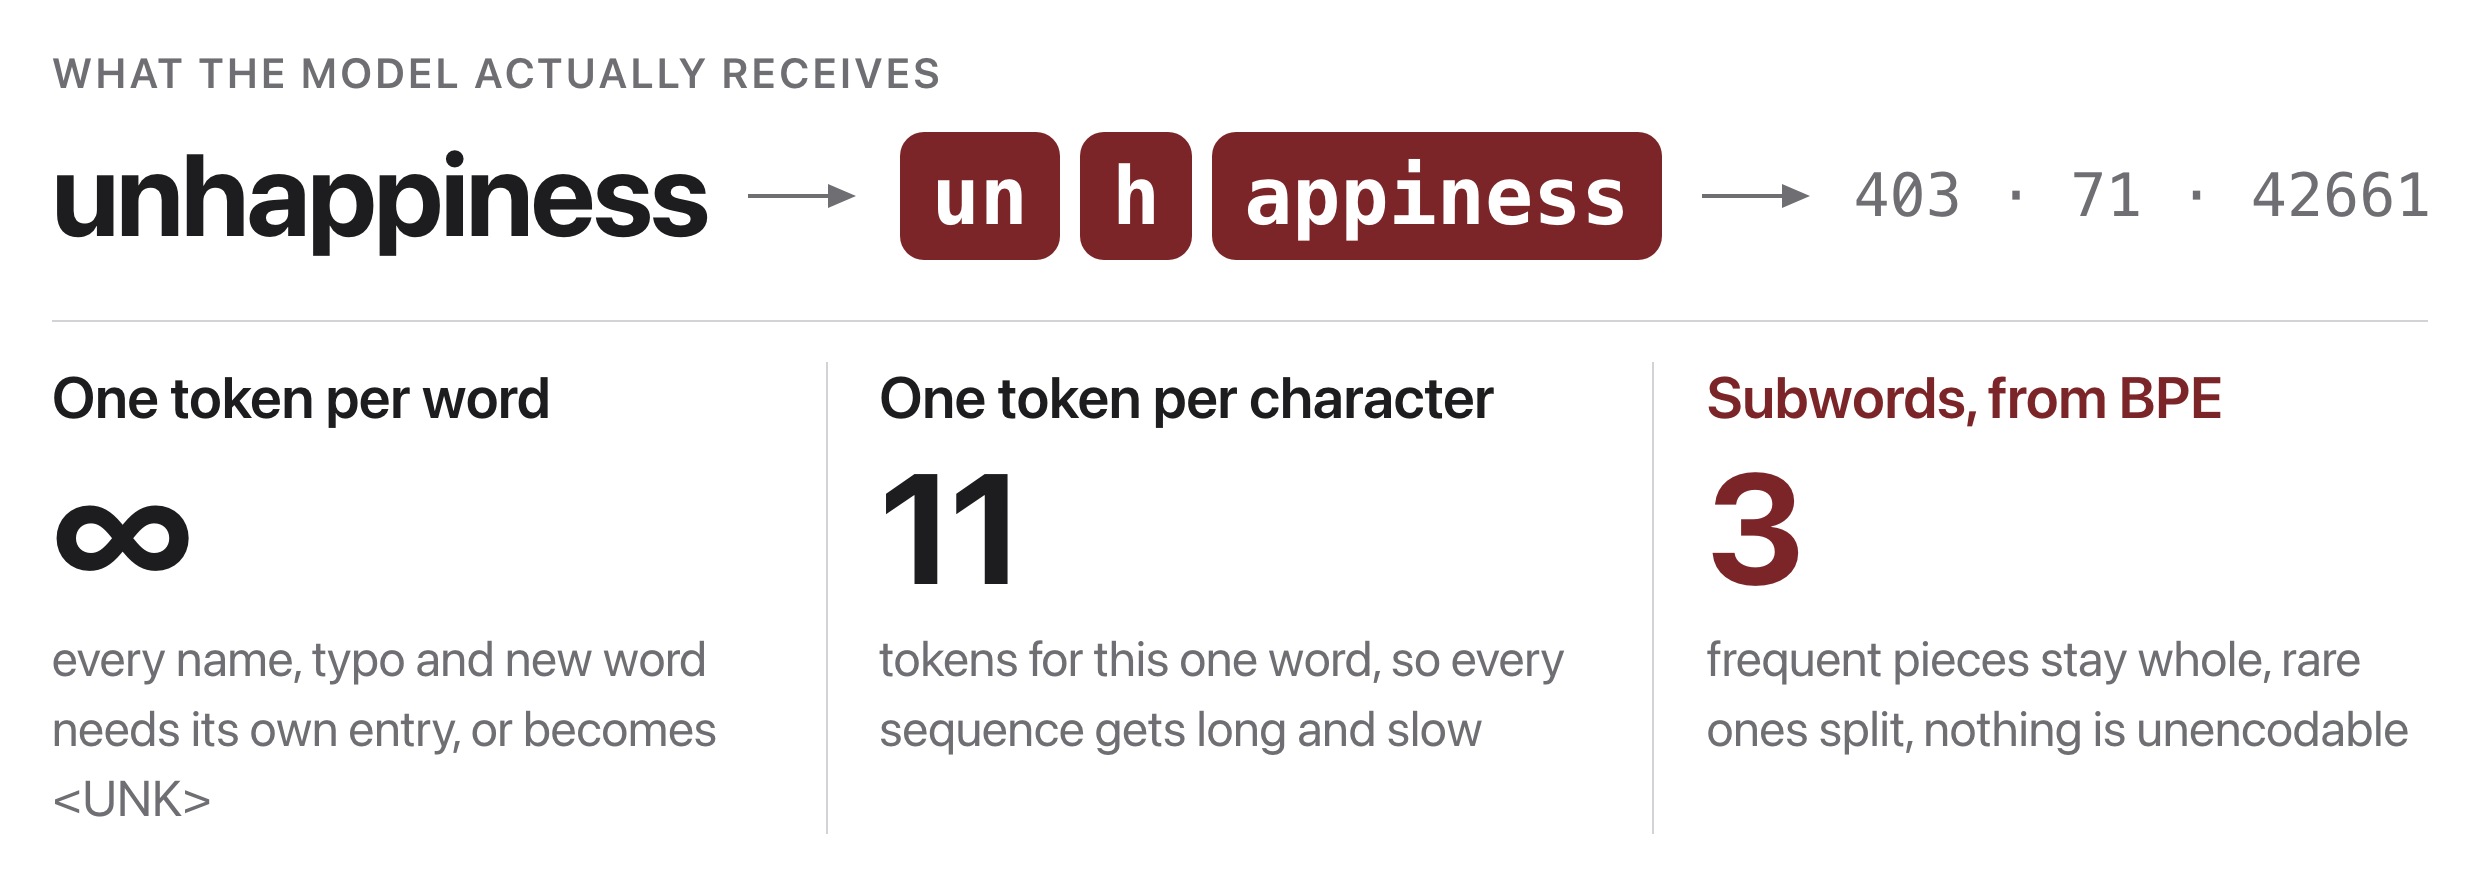 WHAT THE MODEL ACTUALLY RECEIVES
unhappiness → un h appiness → 403 · 71 · 42661
One token per word
∞
every name, typo and new word
needs its own entry, or becomes
<UNK>
One token per character
11
tokens for this one word, so every
sequence gets long and slow
Subwords, from BPE
3
frequent pieces stay whole, rare
ones split, nothing is unencodable